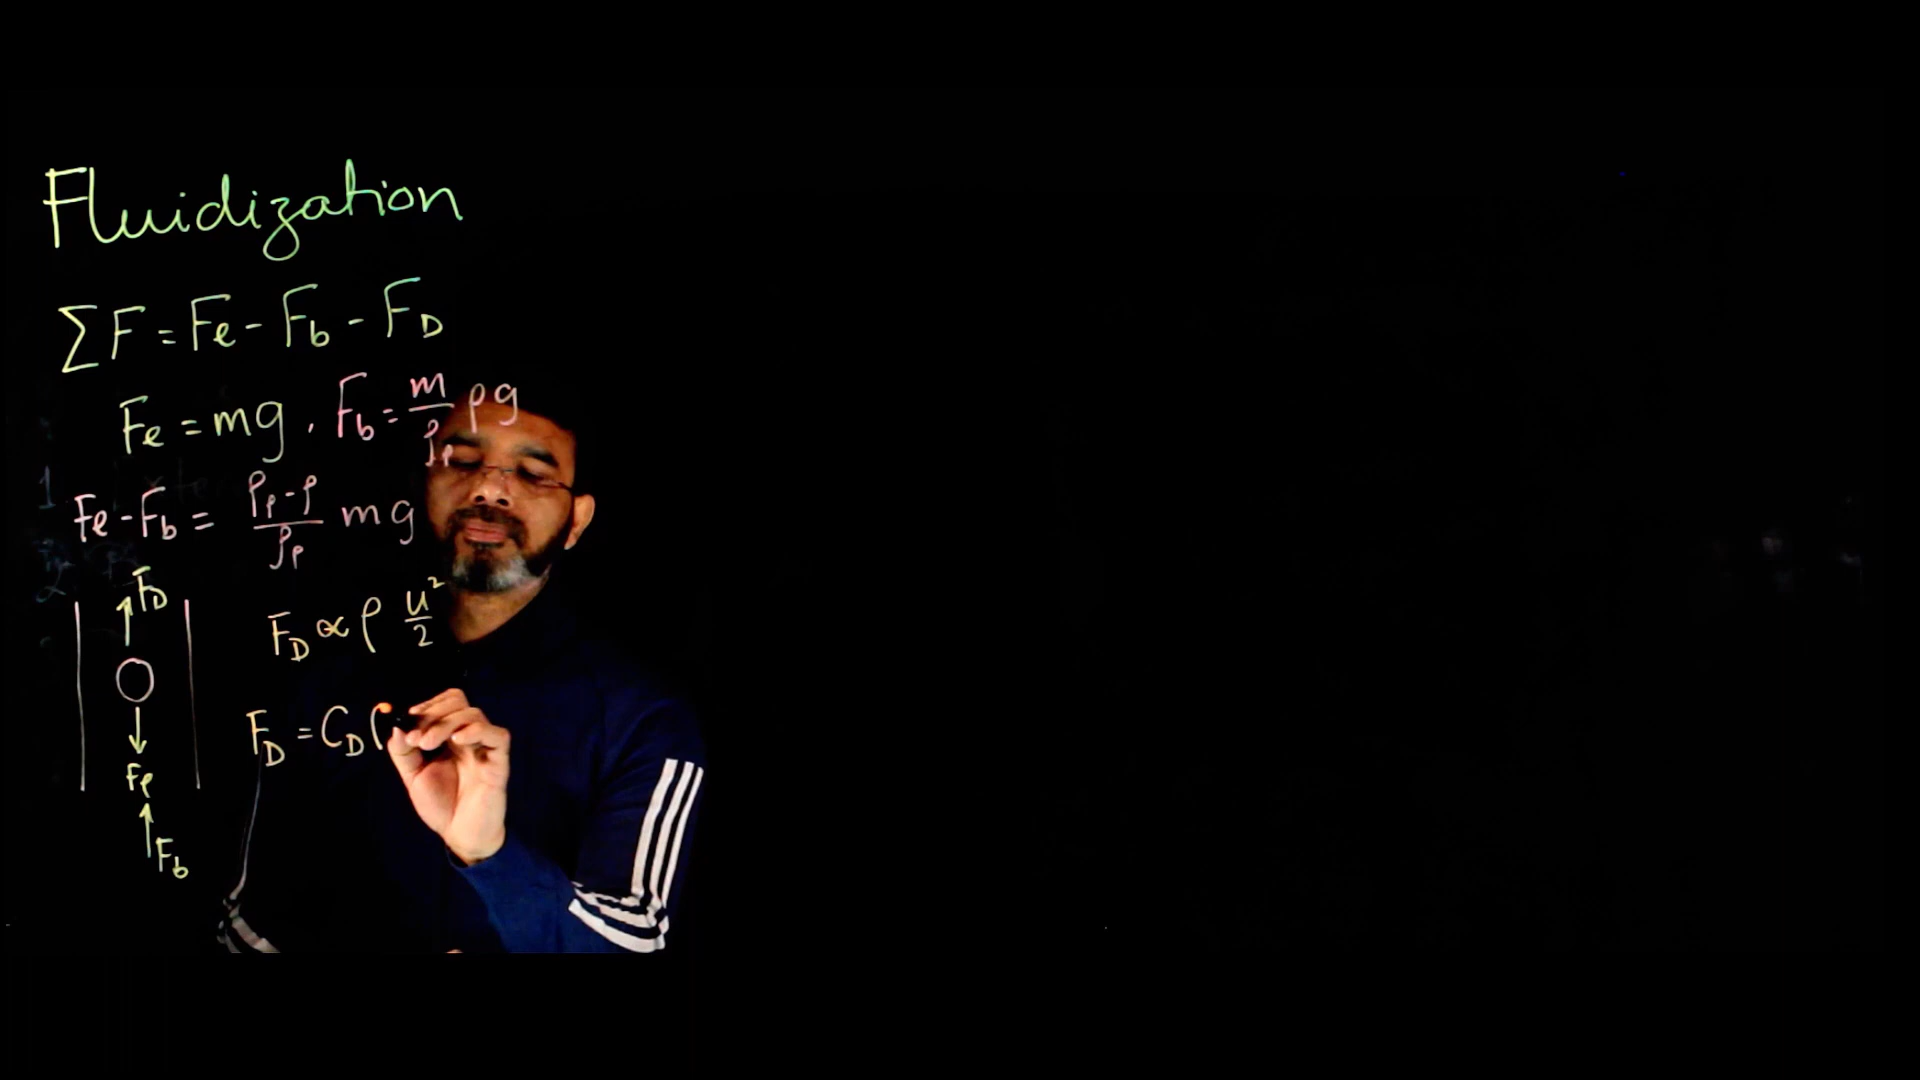 Fluidization
∑F = Fe - Fb - FD
Fe = mg , Fb = m/ρp ρg
Fe - Fb = (ρp - ρ)/ρp mg
FD
FD ∝ ρ u²/2
FD = CD ρ
Fe
Fb